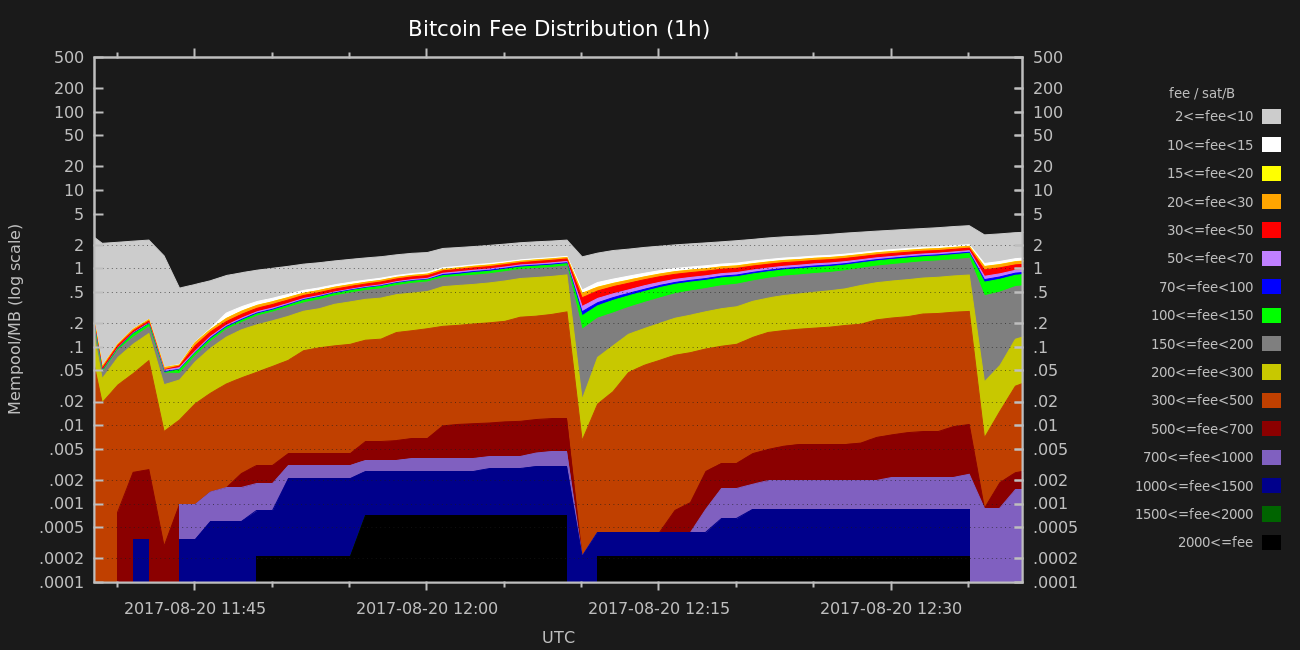 Bitcoin Fee Distribution (1h)
500 500
200 200
100 100
50 50
20 20
10 10
5 5
2 2
1 1
.5 .5
.2 .2
.1 .1
.05 .05
.02 .02
.01 .01
.005 .005
.002 .002
.001 .001
.0005 .0005
.0002 .0002
.0001 .0001
Mempool/MB (log scale)
2017-08-20 11:45 2017-08-20 12:00 2017-08-20 12:15 2017-08-20 12:30
UTC
fee / sat/B
2<=fee<10
10<=fee<15
15<=fee<20
20<=fee<30
30<=fee<50
50<=fee<70
70<=fee<100
100<=fee<150
150<=fee<200
200<=fee<300
300<=fee<500
500<=fee<700
700<=fee<1000
1000<=fee<1500
1500<=fee<2000
2000<=fee